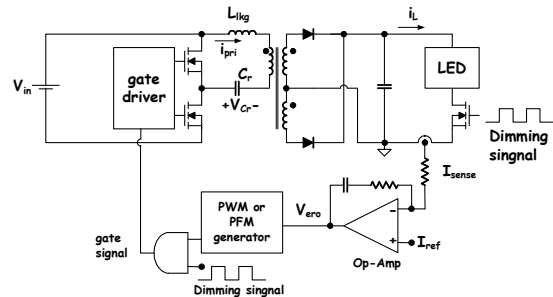 L_lkg
i_L
i_pri
V_in
gate
driver
C_r
+V_Cr-
LED
Dimming
singnal
I_sense
V_ero
PWM or
PFM
generator
gate
signal
-
+
I_ref
Op-Amp
Dimming singnal